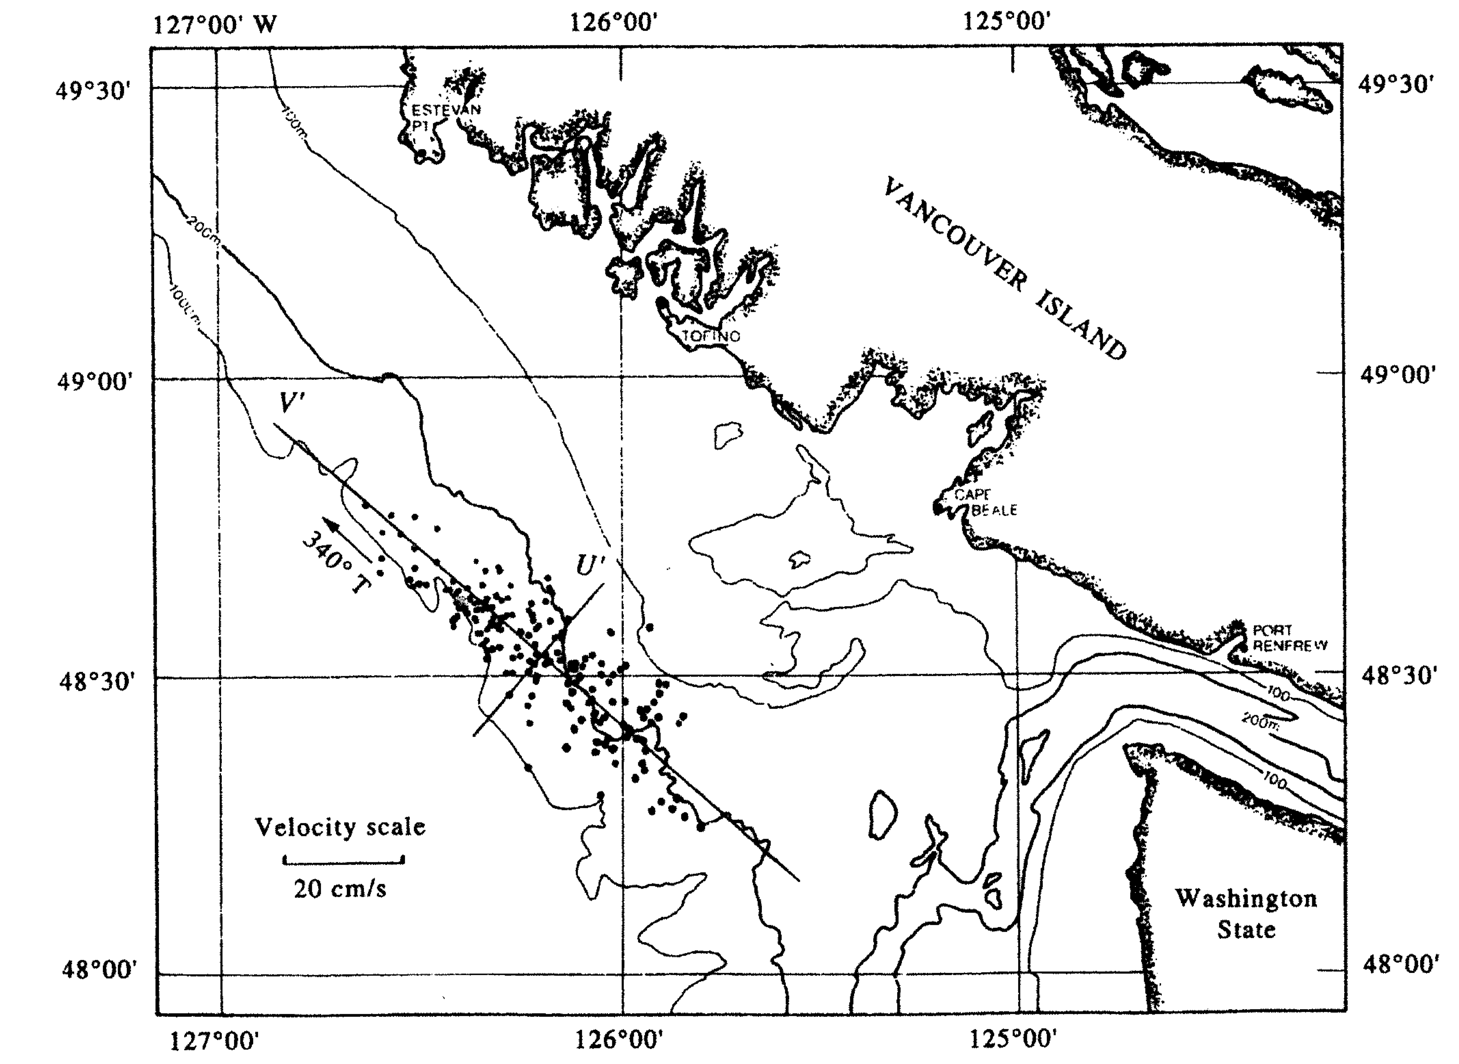 127°00' W
126°00'
125°00'
49°30'
49°30'
ESTEVAN
PT
100m
VANCOUVER ISLAND
200m
1000m
TOFINO
49°00'
49°00'
V'
CAPE
BEALE
340° T
U'
PORT
RENFREW
48°30'
48°30'
100
200m
100
Velocity scale
20 cm/s
Washington
State
48°00'
48°00'
127°00'
126°00'
125°00'